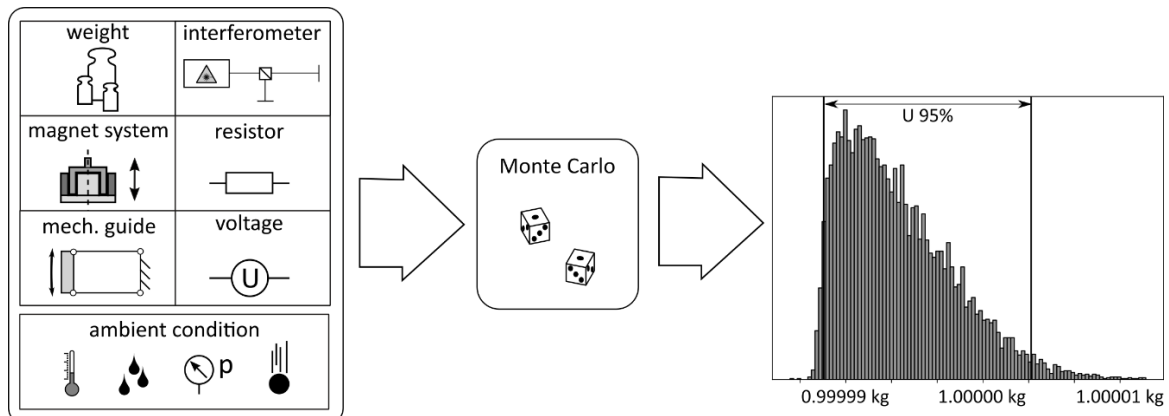 weight
interferometer
magnet system
resistor
mech. guide
voltage
U
ambient condition
p
Monte Carlo
U 95%
0.99999 kg
1.00000 kg
1.00001 kg